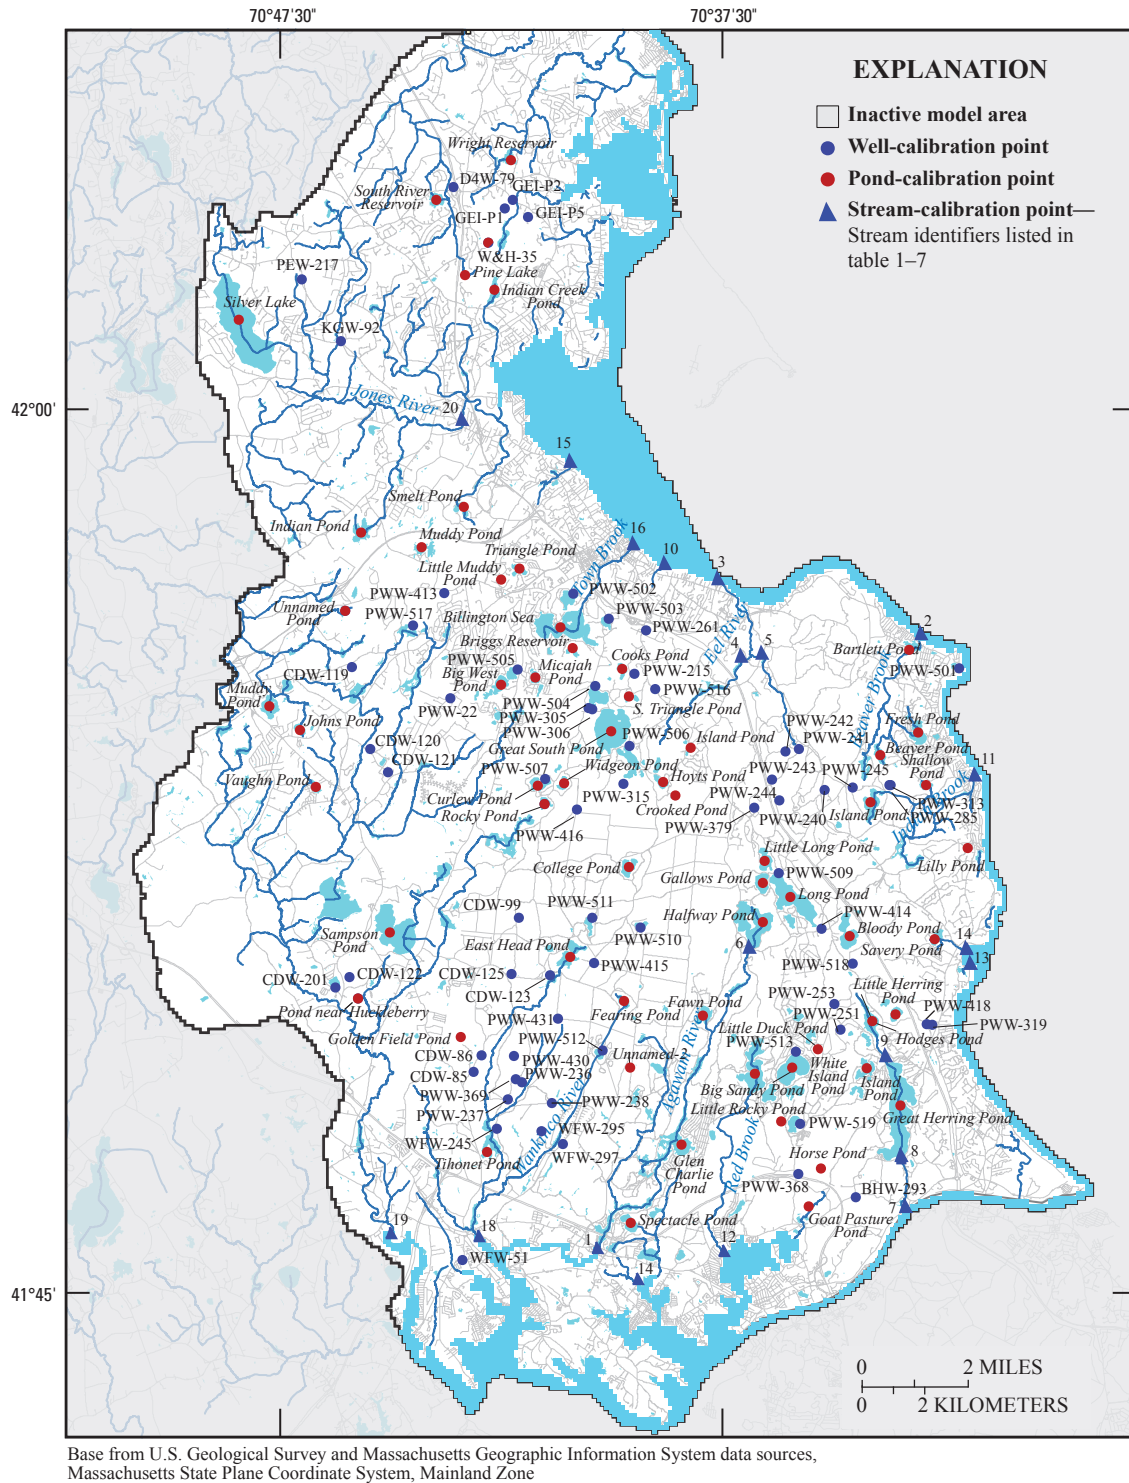 70°47'30"
70°37'30"
EXPLANATION
Inactive model area
Well-calibration point
Pond-calibration point
Stream-calibration point—
Stream identifiers listed in
table 1–7
Wright Reservoir
D4W-79
South River
Reservoir
GEI-P2
GEI-P1
GEI-P5
W&H-35
Pine Lake
Indian Creek
Pond
PEW-217
Silver Lake
KGW-92
Jones River
20
42°00'
15
Smelt Pond
Indian Pond
Muddy Pond
Triangle Pond
Little Muddy
Pond
16
10
3
Town Brook
PWW-413
PWW-502
Unnamed
Pond
PWW-517
Billington Sea
PWW-503
PWW-261
Briggs Reservoir
Eel River
4
5
2
Bartlett Pond
PWW-501
CDW-119
PWW-505
Big West
Pond
Micajah
Pond
Cooks Pond
PWW-215
PWW-516
Beaver Brook
Muddy
Pond
PWW-22
PWW-504
PWW-305
PWW-306
S. Triangle Pond
Johns Pond
PWW-242
PWW-241
Fresh Pond
CDW-120
Great South Pond
PWW-506
Island Pond
Beaver Pond
CDW-121
Shallow
Pond
11
Vaughn Pond
PWW-507
Widgeon Pond
Hoyts Pond
PWW-243
PWW-245
Curlew Pond
Rocky Pond
PWW-315
Crooked Pond
PWW-244
PWW-313
PWW-285
PWW-416
PWW-379
PWW-240
Island Pond
Indian Brook
College Pond
Little Long Pond
Lilly Pond
Gallows Pond
PWW-509
Long Pond
CDW-99
PWW-511
Halfway Pond
PWW-414
Sampson
Pond
PWW-510
Bloody Pond
East Head Pond
6
Savery Pond
14
13
CDW-201
CDW-122
CDW-125
PWW-415
PWW-518
CDW-123
Pond near Huckleberry
Little Herring
Pond
PWW-253
PWW-418
PWW-431
Fearing Pond
Fawn Pond
PWW-251
PWW-319
Golden Field Pond
Little Duck Pond
Hodges Pond
PWW-512
Unnamed-2
PWW-513
9
CDW-86
PWW-430
White
Island
Pond
CDW-85
PWW-236
Agawam River
Big Sandy Pond
Island
Pond
PWW-369
PWW-237
PWW-238
Little Rocky Pond
Great Herring Pond
Frankrico River
WFW-245
WFW-295
PWW-519
WFW-297
Red Brook
Horse Pond
8
Tihonet Pond
Glen
Charlie
Pond
PWW-368
BHW-293
7
19
18
Spectacle Pond
Goat Pasture
Pond
1
12
WFW-51
14
41°45'
0 2 MILES
0 2 KILOMETERS
Base from U.S. Geological Survey and Massachusetts Geographic Information System data sources,
Massachusetts State Plane Coordinate System, Mainland Zone